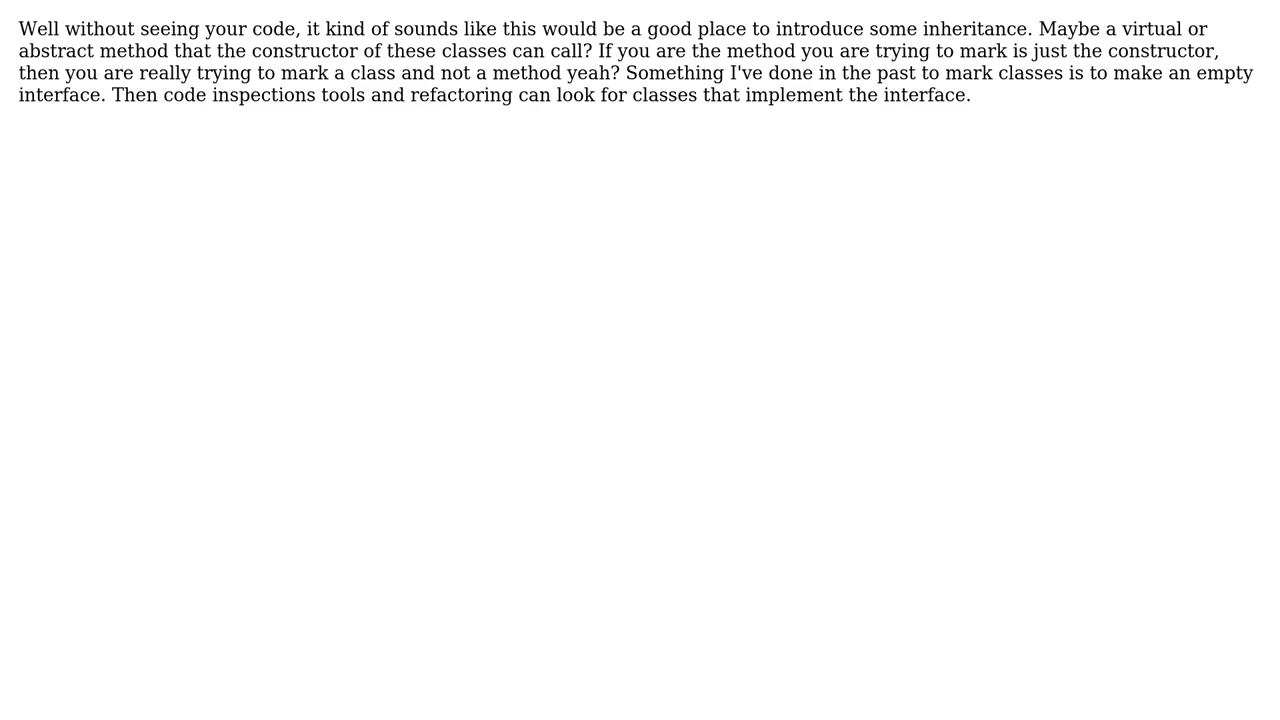 Well without seeing your code, it kind of sounds like this would be a good place to introduce some inheritance. Maybe a virtual or
abstract method that the constructor of these classes can call? If you are the method you are trying to mark is just the constructor,
then you are really trying to mark a class and not a method yeah? Something I've done in the past to mark classes is to make an empty
interface. Then code inspections tools and refactoring can look for classes that implement the interface.